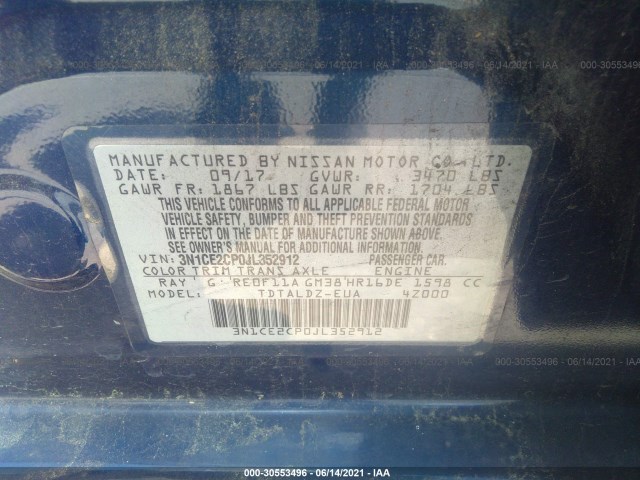 000-30553496 - 06/14/2021 - IAA
000-30553496 - 06/14/2021 - IAA
MANUFACTURED BY NISSAN MOTOR CO., LTD.
DATE: 09/17 GVWR: 3470 LBS
GAWR FR: 1867 LBS GAWR RR: 1704 LBS
THIS VEHICLE CONFORMS TO ALL APPLICABLE FEDERAL MOTOR
VEHICLE SAFETY, BUMPER AND THEFT PREVENTION STANDARDS
IN EFFECT ON THE DATE OF MANUFACTURE SHOWN ABOVE.
SEE OWNER'S MANUAL FOR ADDITIONAL INFORMATION.
VIN: 3N1CE2CP0JL352912 PASSENGER CAR.
COLOR TRIM TRANS AXLE ENGINE
RAY G RE0F11A GM38 HR16DE 1598 CC
MODEL: TDTALDZ-EUA 4Z000
3N1CE2CP0JL352912
000-30553496 - 06/14/2021 - IAA
000-30553496 - 06/14/2021 - IAA